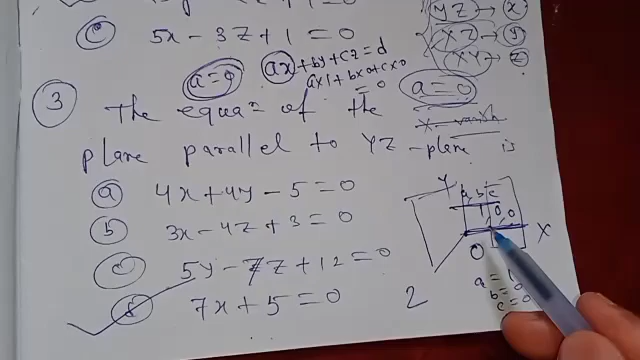 YZ → X
© 5x - 3z + 1 = 0
XZ → y
XY → Z
a = 0
ax + by + cz = d
ax1 + bx0 + cx0
= 0
a = 0
③ The equaⁿ of the
plane parallel to YZ-plane is
ⓐ 4x + 4y - 5 = 0
ⓑ 3x - 4z + 3 = 0
ⓒ 5y - 7z + 12 = 0
7x + 5 = 0
Y
a b c
1 0 0
X
O
Z
a = 1
b = 0
c = 0